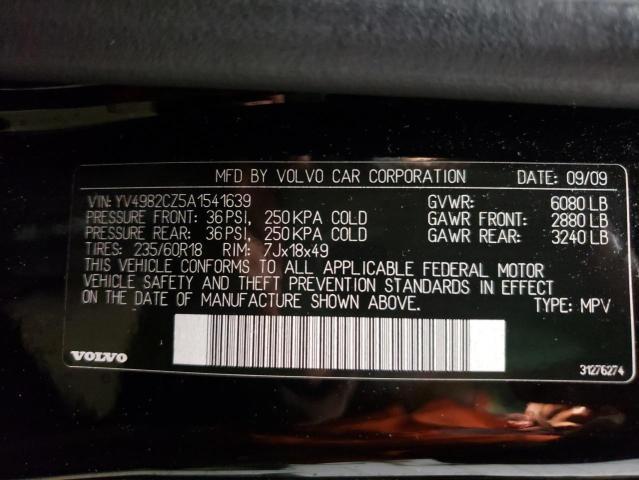 MFD BY VOLVO CAR CORPORATION DATE: 09/09
VIN: YV4982CZ5A1541639 GVWR: 6080 LB
PRESSURE FRONT: 36 PSI, 250 KPA COLD GAWR FRONT: 2880 LB
PRESSURE REAR: 36 PSI, 250 KPA COLD GAWR REAR: 3240 LB
TIRES: 235/60R18 RIM: 7Jx18x49
THIS VEHICLE CONFORMS TO ALL APPLICABLE FEDERAL MOTOR
VEHICLE SAFETY AND THEFT PREVENTION STANDARDS IN EFFECT
ON THE DATE OF MANUFACTURE SHOWN ABOVE. TYPE: MPV
VOLVO 31276274